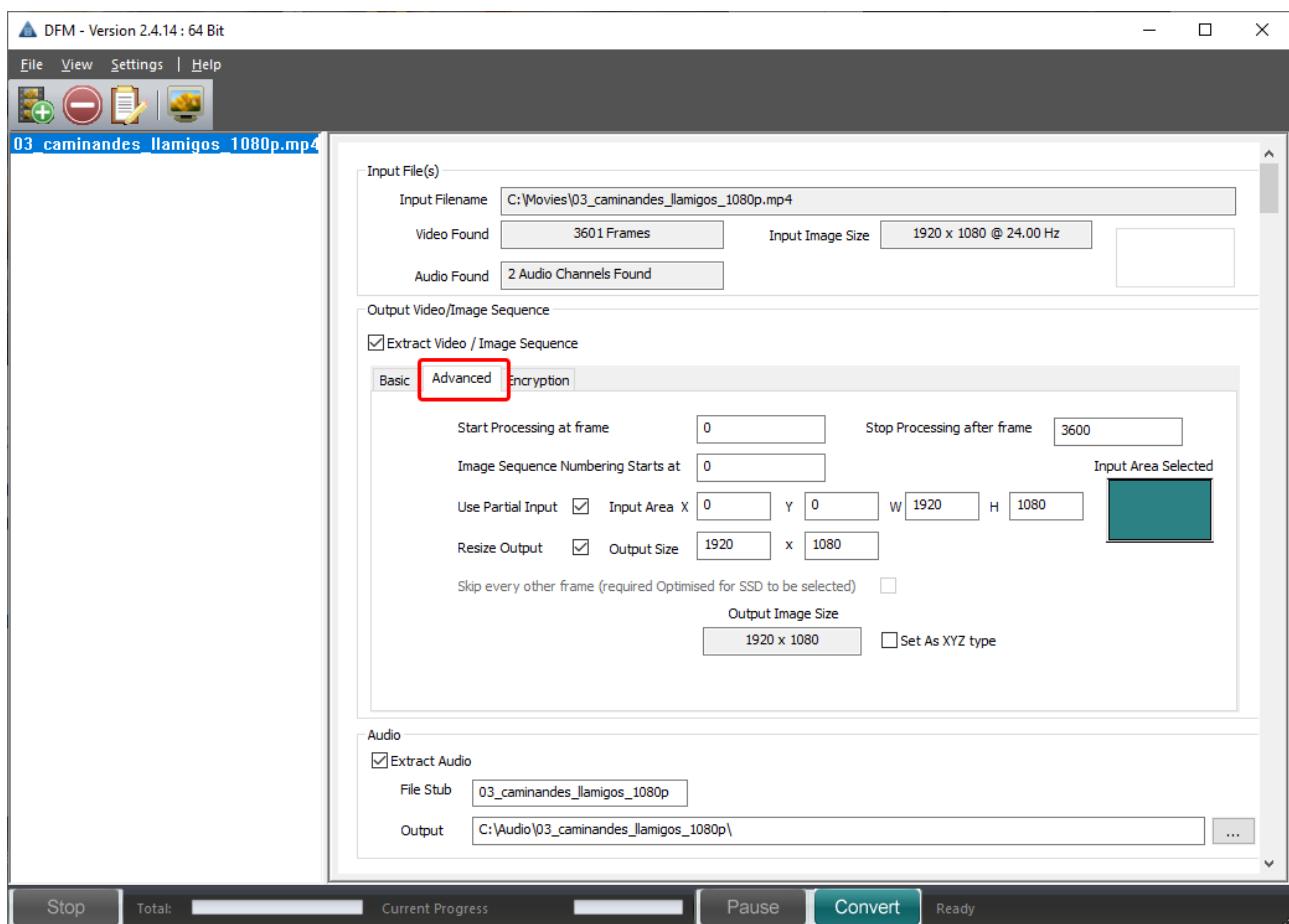 DFM - Version 2.4.14 : 64 Bit
File View Settings | Help
03_caminandes_llamigos_1080p.mp4
Input File(s)
Input Filename C:\Movies\03_caminandes_llamigos_1080p.mp4
Video Found 3601 Frames Input Image Size 1920 x 1080 @ 24.00 Hz
Audio Found 2 Audio Channels Found
Output Video/Image Sequence
Extract Video / Image Sequence
Basic Advanced Encryption
Start Processing at frame 0 Stop Processing after frame 3600
Image Sequence Numbering Starts at 0 Input Area Selected
Use Partial Input Input Area X 0 Y 0 W 1920 H 1080
Resize Output Output Size 1920 x 1080
Skip every other frame (required Optimised for SSD to be selected)
Output Image Size
1920 x 1080 Set As XYZ type
Audio
Extract Audio
File Stub 03_caminandes_llamigos_1080p
Output C:\Audio\03_caminandes_llamigos_1080p\ ...
Stop Total: Current Progress Pause Convert Ready